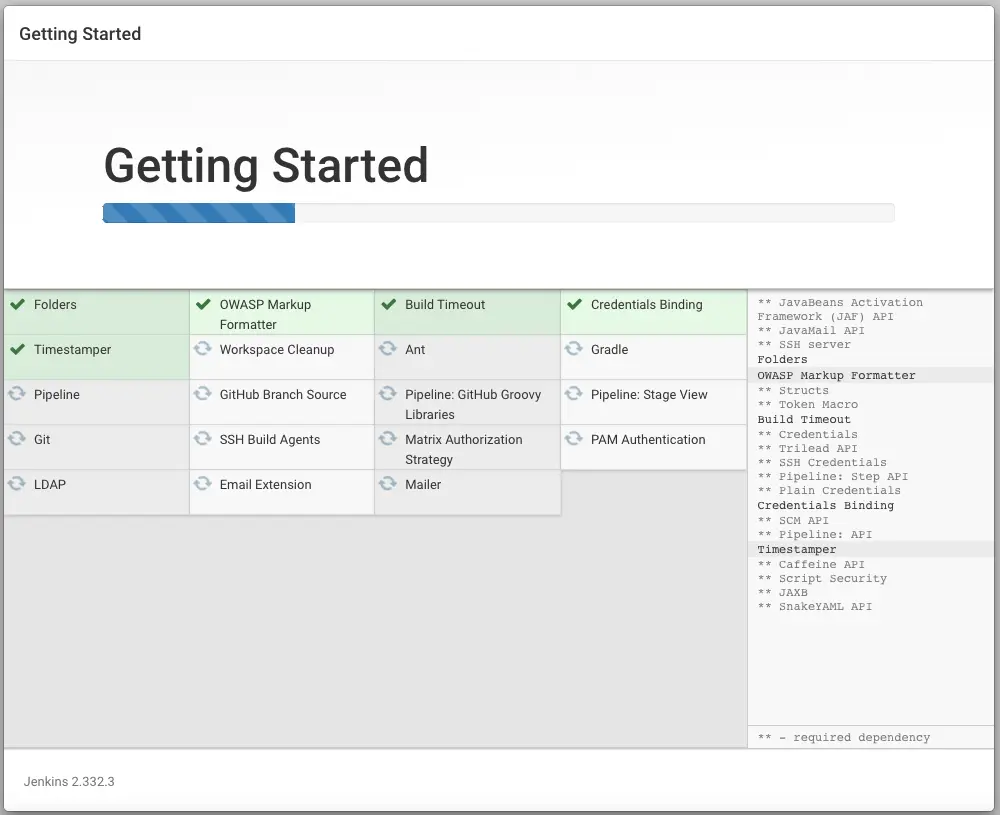 Getting Started
Getting Started
Folders
OWASP Markup
Formatter
Build Timeout
Credentials Binding
Timestamper
Workspace Cleanup
Ant
Gradle
Pipeline
GitHub Branch Source
Pipeline: GitHub Groovy
Libraries
Pipeline: Stage View
Git
SSH Build Agents
Matrix Authorization
Strategy
PAM Authentication
LDAP
Email Extension
Mailer
** JavaBeans Activation
Framework (JAF) API
** JavaMail API
** SSH server
Folders
OWASP Markup Formatter
** Structs
** Token Macro
Build Timeout
** Credentials
** Trilead API
** SSH Credentials
** Pipeline: Step API
** Plain Credentials
Credentials Binding
** SCM API
** Pipeline: API
Timestamper
** Caffeine API
** Script Security
** JAXB
** SnakeYAML API
** - required dependency
Jenkins 2.332.3